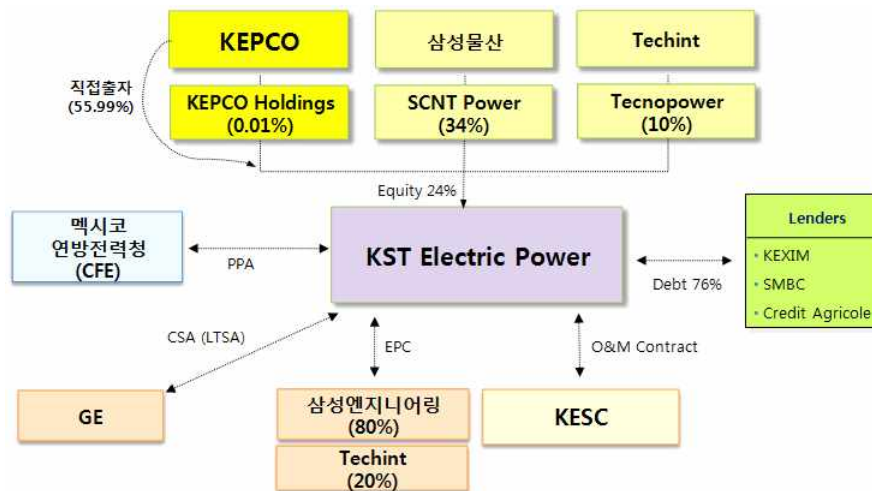 KEPCO
삼성물산
Techint
직접출자
(55.99%)
KEPCO Holdings
(0.01%)
SCNT Power
(34%)
Tecnopower
(10%)
Equity 24%
멕시코
연방전력청
(CFE)
PPA
KST Electric Power
Debt 76%
Lenders
• KEXIM
• SMBC
• Credit Agricole
CSA (LTSA)
EPC
O&M Contract
GE
삼성엔지니어링
(80%)
Techint
(20%)
KESC